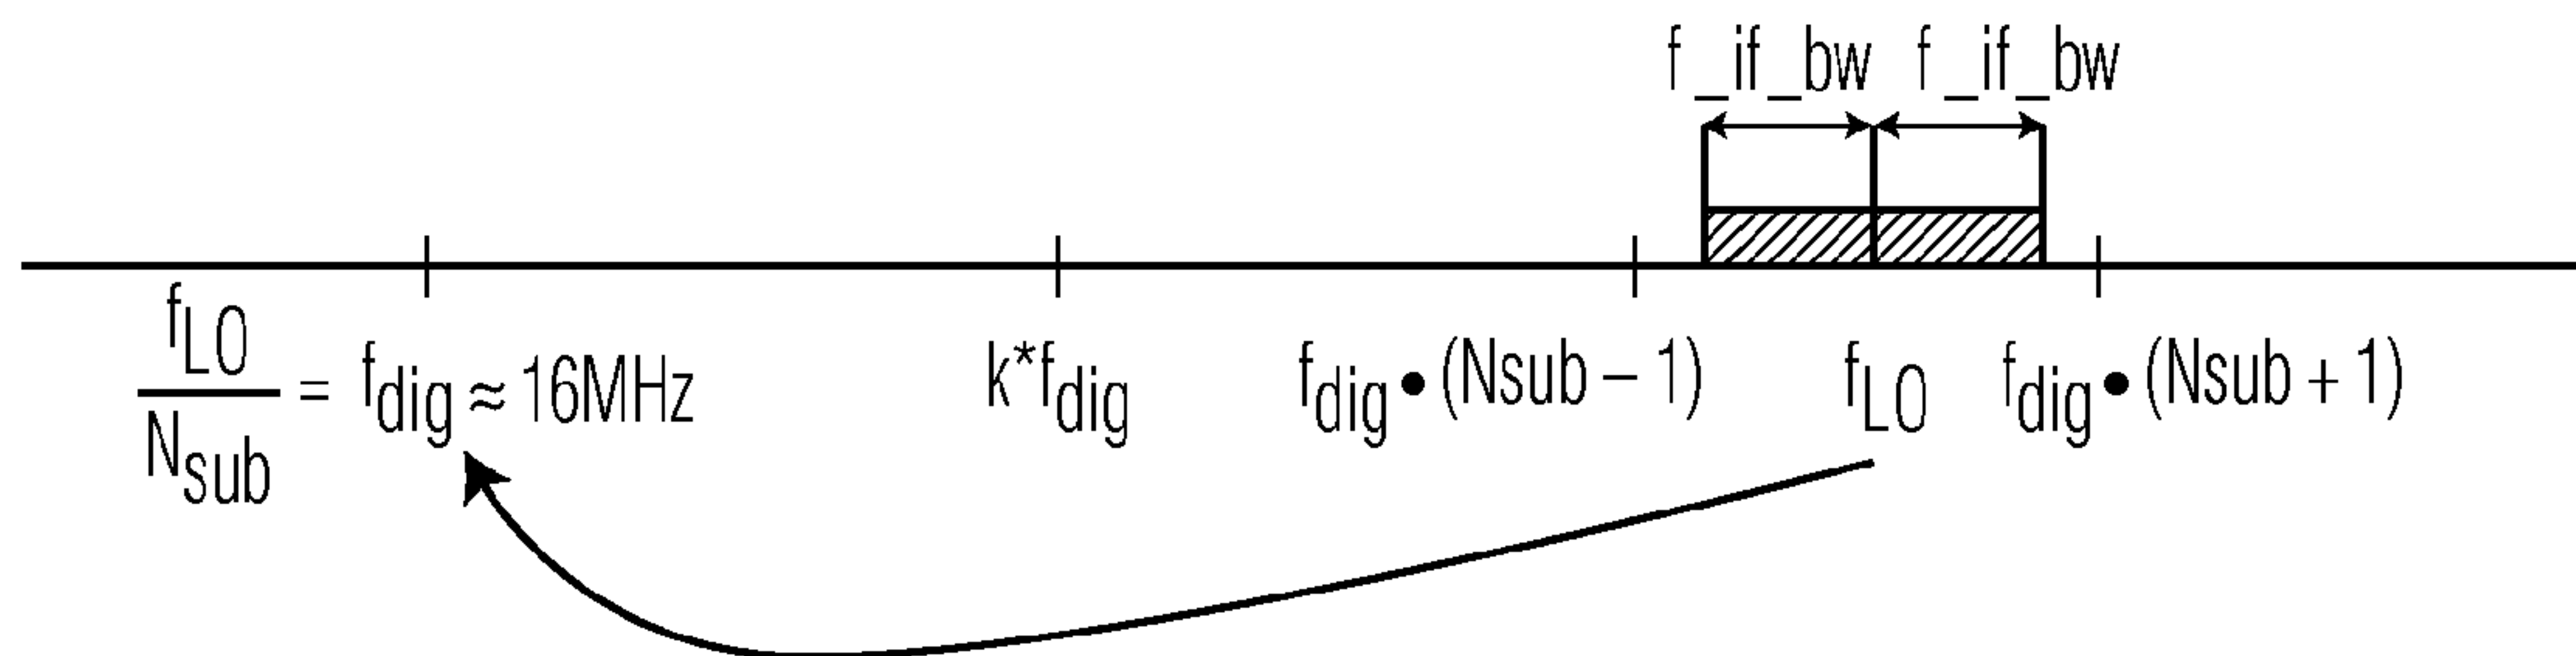 f_if_bw f_if_bw
fLO/Nsub = fdig ≈ 16MHz k*fdig fdig • (Nsub – 1) fLO fdig • (Nsub + 1)